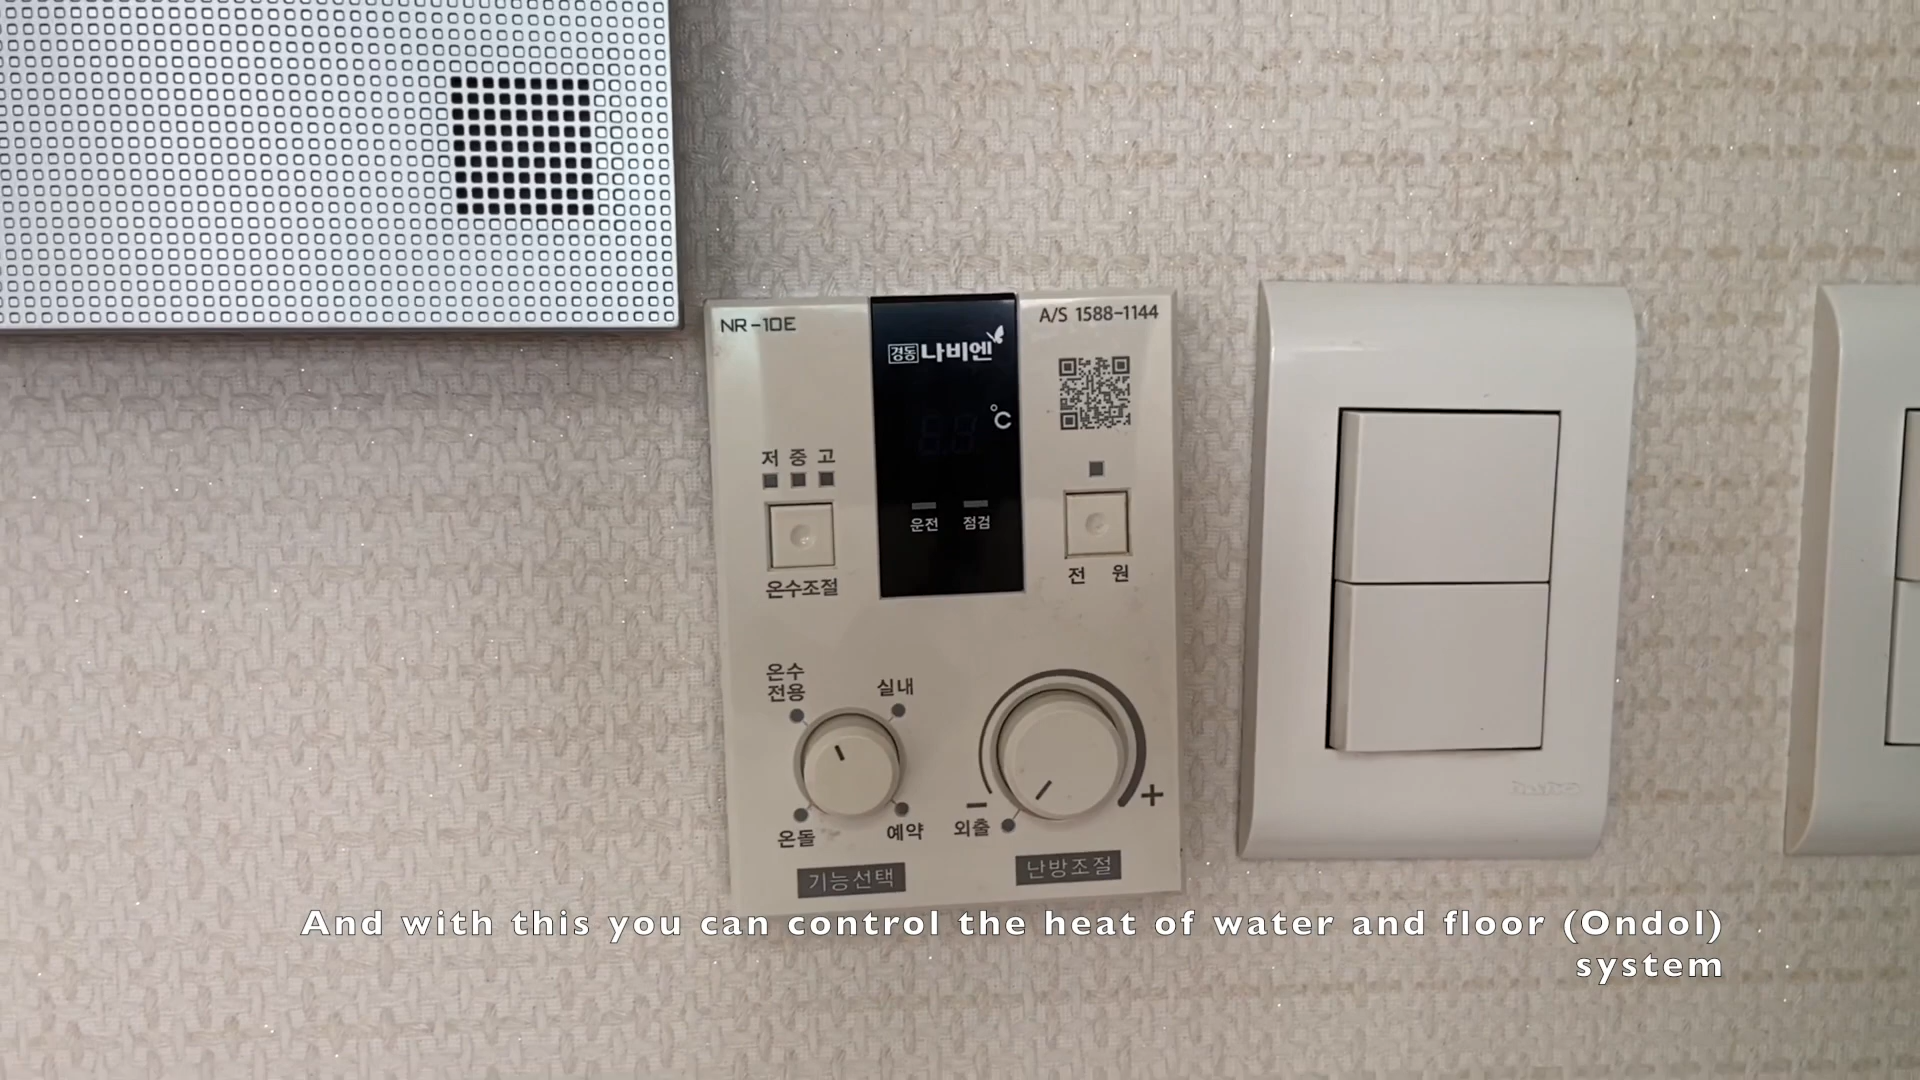 NR-10E
A/S 1588-1144
경동 나비엔
℃
저 중 고
운전 점검
온수조절
전 원
온수
전용
실내
온돌
예약
외출
- +
기능선택
난방조절
And with this you can control the heat of water and floor (Ondol)
system